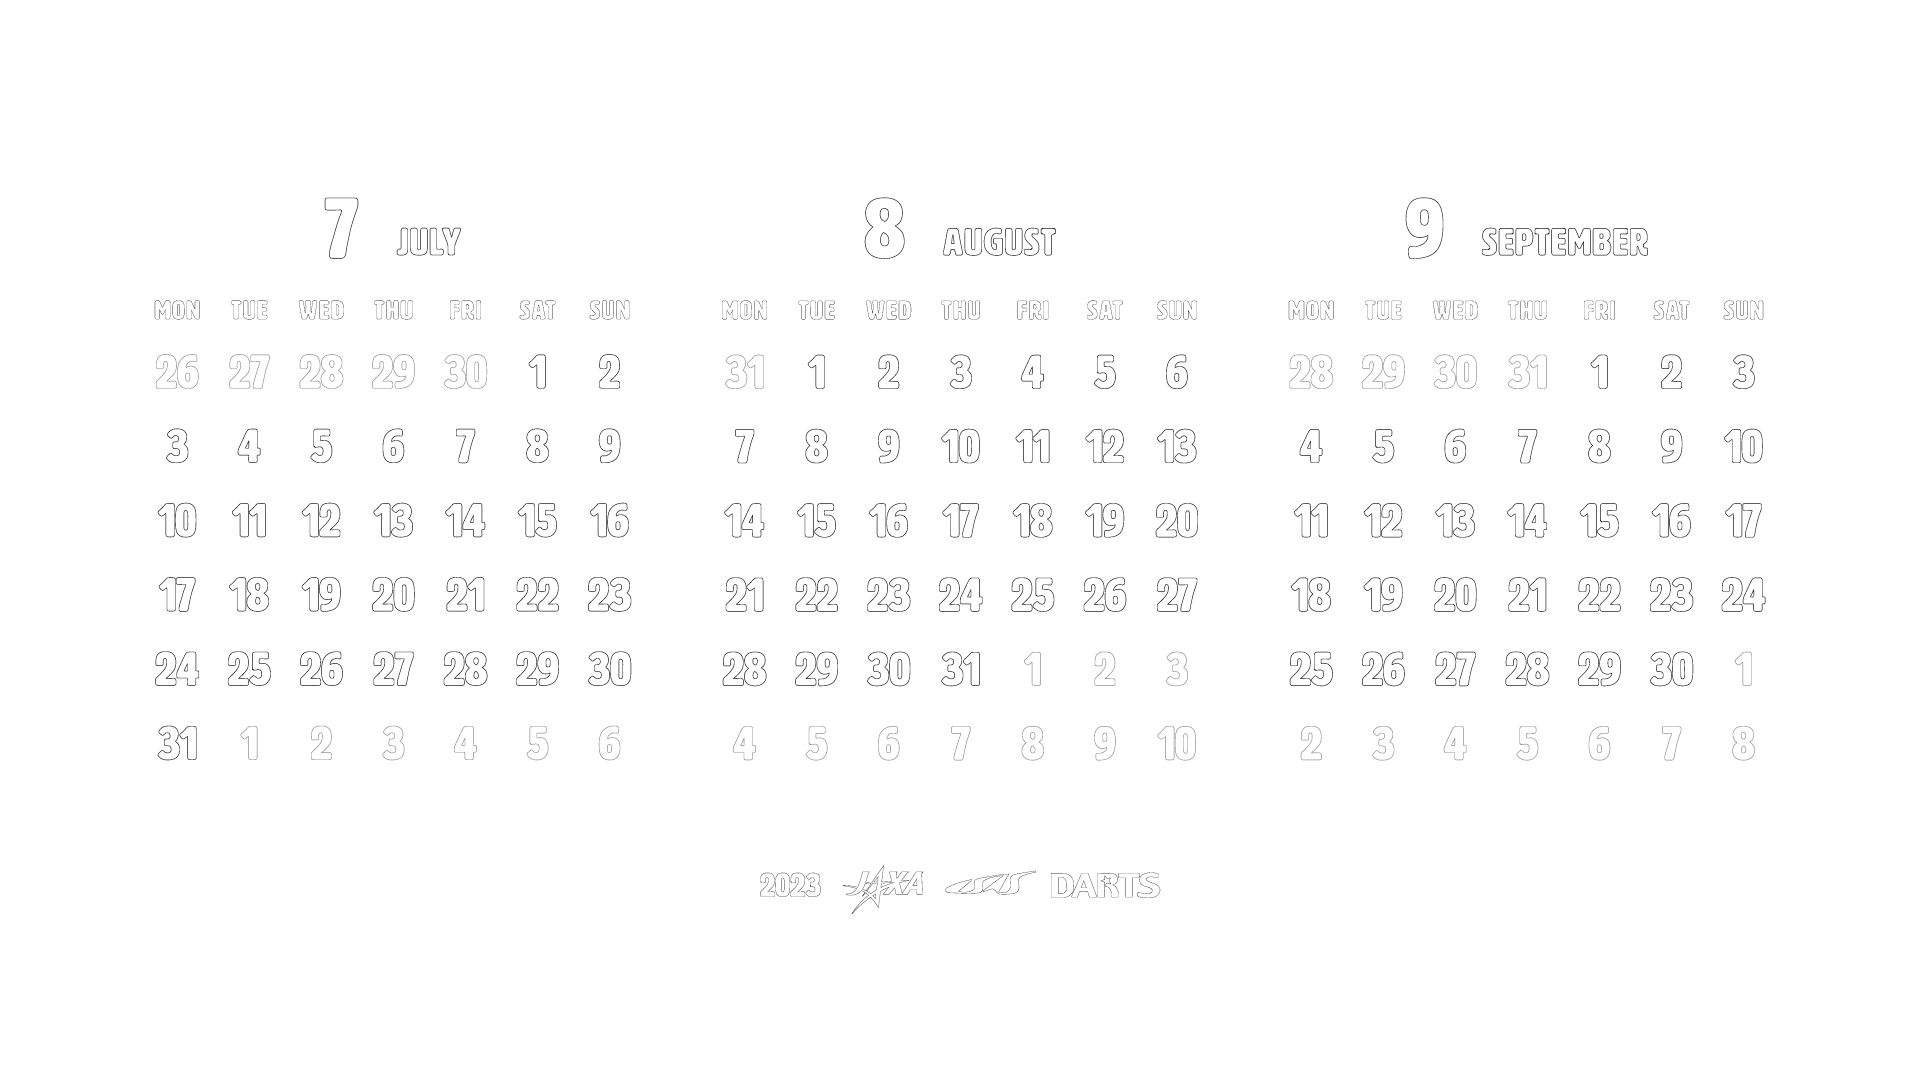 7 JULY
MON TUE WED THU FRI SAT SUN
26 27 28 29 30 1 2
3 4 5 6 7 8 9
10 11 12 13 14 15 16
17 18 19 20 21 22 23
24 25 26 27 28 29 30
31 1 2 3 4 5 6
8 AUGUST
MON TUE WED THU FRI SAT SUN
31 1 2 3 4 5 6
7 8 9 10 11 12 13
14 15 16 17 18 19 20
21 22 23 24 25 26 27
28 29 30 31 1 2 3
4 5 6 7 8 9 10
9 SEPTEMBER
MON TUE WED THU FRI SAT SUN
28 29 30 31 1 2 3
4 5 6 7 8 9 10
11 12 13 14 15 16 17
18 19 20 21 22 23 24
25 26 27 28 29 30 1
2 3 4 5 6 7 8
2023 JAXA ISAS DARTS